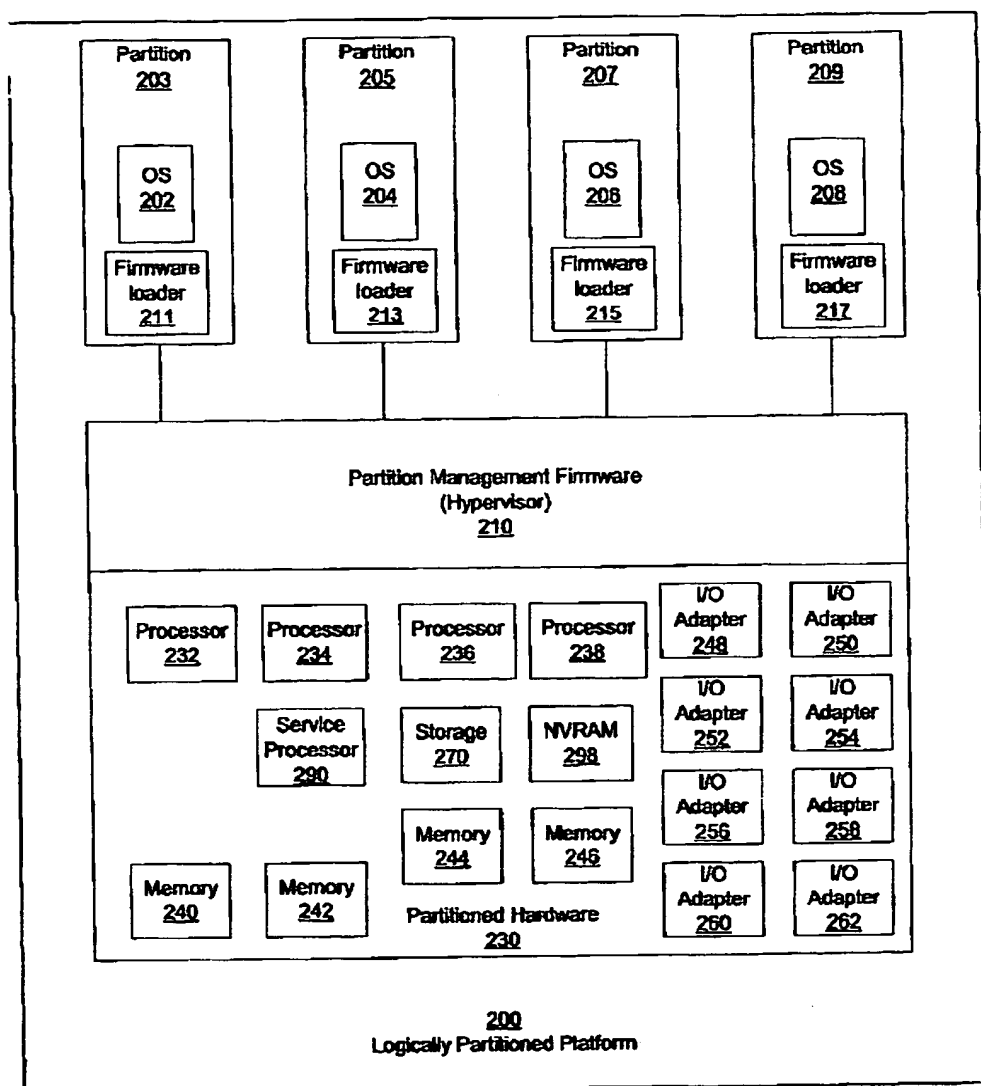 Partition
203
Partition
205
Partition
207
Partition
209
OS
202
OS
204
OS
206
OS
208
Firmware
loader
211
Firmware
loader
213
Firmware
loader
215
Firmware
loader
217
Partition Management Firmware
(Hypervisor)
210
Processor
232
Processor
234
Processor
236
Processor
238
I/O
Adapter
248
I/O
Adapter
250
Service
Processor
290
Storage
270
NVRAM
298
I/O
Adapter
252
I/O
Adapter
254
Memory
244
Memory
246
I/O
Adapter
256
I/O
Adapter
258
Memory
240
Memory
242
I/O
Adapter
260
I/O
Adapter
262
Partitioned Hardware
230
200
Logically Partitioned Platform